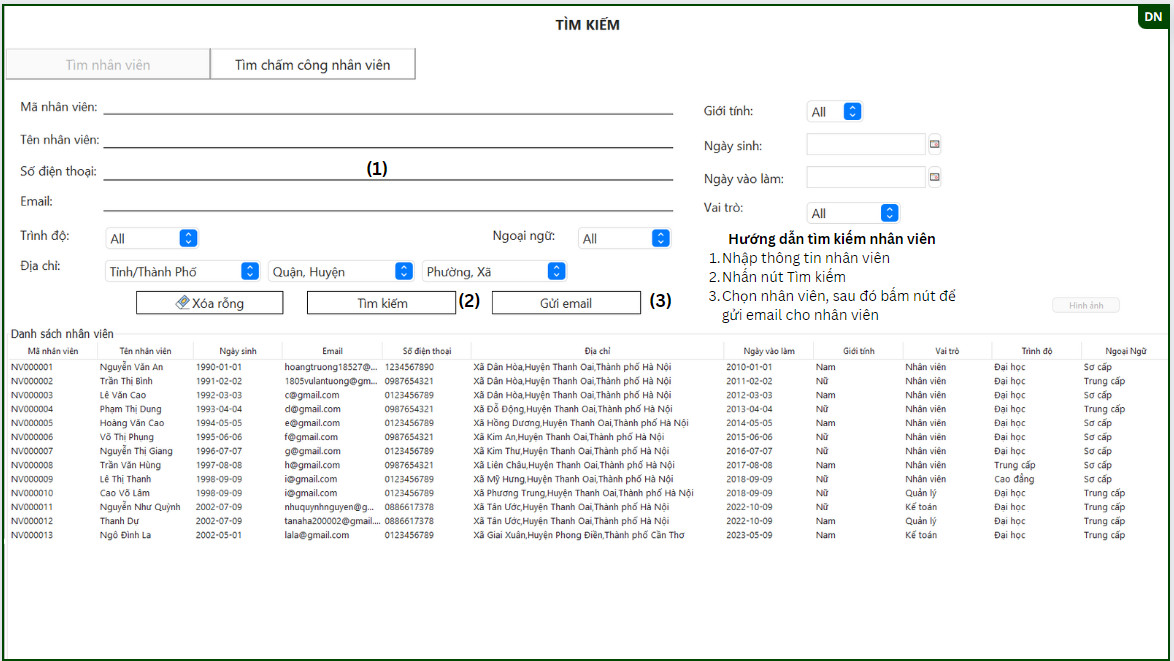 DN
TÌM KIẾM
Tìm nhân viên Tìm chấm công nhân viên
Mã nhân viên:
Tên nhân viên:
Số điện thoại: (1)
Email:
Trình độ: All Ngoại ngữ: All
Địa chỉ: Tỉnh/Thành Phố Quận, Huyện Phường, Xã
Giới tính: All
Ngày sinh:
Ngày vào làm:
Vai trò: All
Xóa rỗng Tìm kiếm (2) Gửi email (3)
Hướng dẫn tìm kiếm nhân viên
1. Nhập thông tin nhân viên
2. Nhấn nút Tìm kiếm
3. Chọn nhân viên, sau đó bấm nút để
gửi email cho nhân viên
Hình ảnh
Danh sách nhân viên
Mã nhân viên Tên nhân viên Ngày sinh Email Số điện thoại Địa chỉ Ngày vào làm Giới tính Vai trò Trình độ Ngoại Ngữ
NV000001 Nguyễn Văn An 1990-01-01 hoangtruong18527@... 1234567890 Xã Dân Hòa,Huyện Thanh Oai,Thành phố Hà Nội 2010-01-01 Nam Nhân viên Đại học Sơ cấp
NV000002 Trần Thị Bình 1991-02-02 1805vulantuong@gm... 0987654321 Xã Dân Hòa,Huyện Thanh Oai,Thành phố Hà Nội 2011-02-02 Nữ Nhân viên Đại học Trung cấp
NV000003 Lê Văn Cao 1992-03-03 c@gmail.com 0123456789 Xã Dân Hòa,Huyện Thanh Oai,Thành phố Hà Nội 2012-03-03 Nam Nhân viên Đại học Sơ cấp
NV000004 Phạm Thị Dung 1993-04-04 d@gmail.com 0987654321 Xã Đỗ Động,Huyện Thanh Oai,Thành phố Hà Nội 2013-04-04 Nữ Nhân viên Đại học Trung cấp
NV000005 Hoàng Văn Cao 1994-05-05 e@gmail.com 0123456789 Xã Hồng Dương,Huyện Thanh Oai,Thành phố Hà Nội 2014-05-05 Nam Nhân viên Đại học Sơ cấp
NV000006 Võ Thị Phụng 1995-06-06 f@gmail.com 0987654321 Xã Kim An,Huyện Thanh Oai,Thành phố Hà Nội 2015-06-06 Nữ Nhân viên Đại học Trung cấp
NV000007 Nguyễn Thị Giang 1996-07-07 g@gmail.com 0123456789 Xã Kim Thư,Huyện Thanh Oai,Thành phố Hà Nội 2016-07-07 Nữ Nhân viên Đại học Sơ cấp
NV000008 Trần Văn Hùng 1997-08-08 h@gmail.com 0987654321 Xã Liên Châu,Huyện Thanh Oai,Thành phố Hà Nội 2017-08-08 Nam Nhân viên Trung cấp Sơ cấp
NV000009 Lê Thị Thanh 1998-09-09 i@gmail.com 0123456789 Xã Mỹ Hưng,Huyện Thanh Oai,Thành phố Hà Nội 2018-09-09 Nữ Nhân viên Cao đẳng Sơ cấp
NV000010 Cao Võ Lâm 1998-09-09 i@gmail.com 0123456789 Xã Phương Trung,Huyện Thanh Oai,Thành phố Hà Nội 2018-09-09 Nữ Quản lý Đại học Trung cấp
NV000011 Nguyễn Như Quỳnh 2002-07-09 nhuquynhnguyen@g... 0886617378 Xã Tân Ước,Huyện Thanh Oai,Thành phố Hà Nội 2022-10-09 Nữ Kế toán Đại học Trung cấp
NV000012 Thanh Dự 2002-07-09 tanaha200002@gmail.... 0886617378 Xã Tân Ước,Huyện Thanh Oai,Thành phố Hà Nội 2022-10-09 Nam Quản lý Đại học Trung cấp
NV000013 Ngô Đình La 2002-05-01 lala@gmail.com 0123456789 Xã Giai Xuân,Huyện Phong Điền,Thành phố Cần Thơ 2023-05-09 Nam Kế toán Đại học Trung cấp